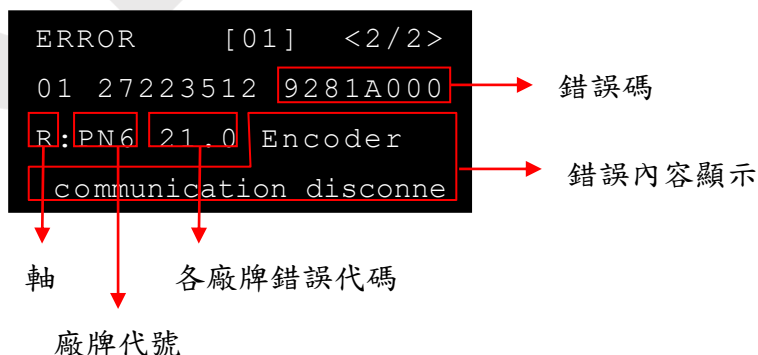 ERROR [01] <2/2>
01 27223512 9281A000
錯誤碼
R:PN6 21.0 Encoder
communication disconne
錯誤內容顯示
軸
各廠牌錯誤代碼
廠牌代號